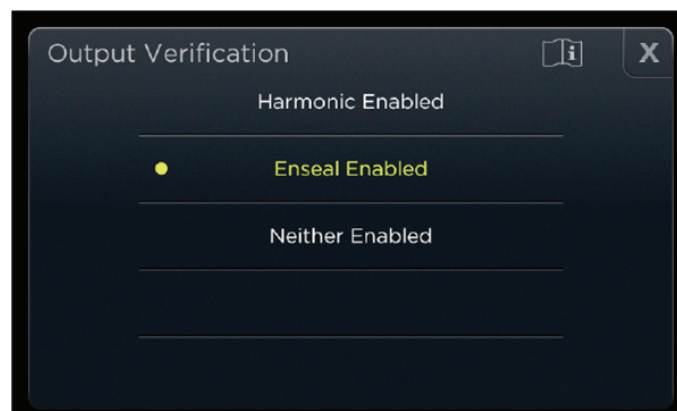 Output Verification i X
Harmonic Enabled
Enseal Enabled
Neither Enabled